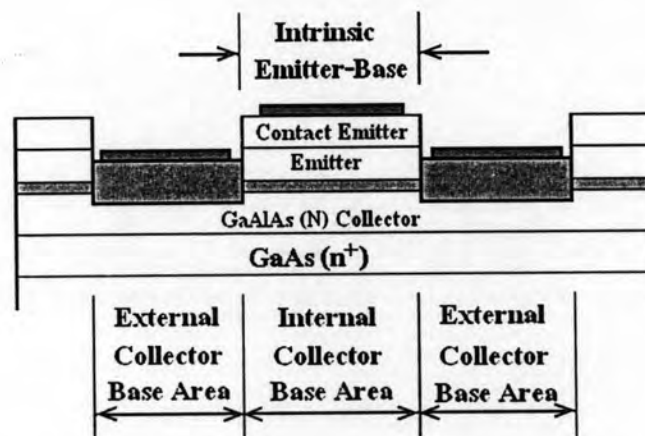 Intrinsic
Emitter-Base
Contact Emitter
Emitter
GaAlAs (N) Collector
GaAs (n⁺)
External
Collector
Base Area
Internal
Collector
Base Area
External
Collector
Base Area